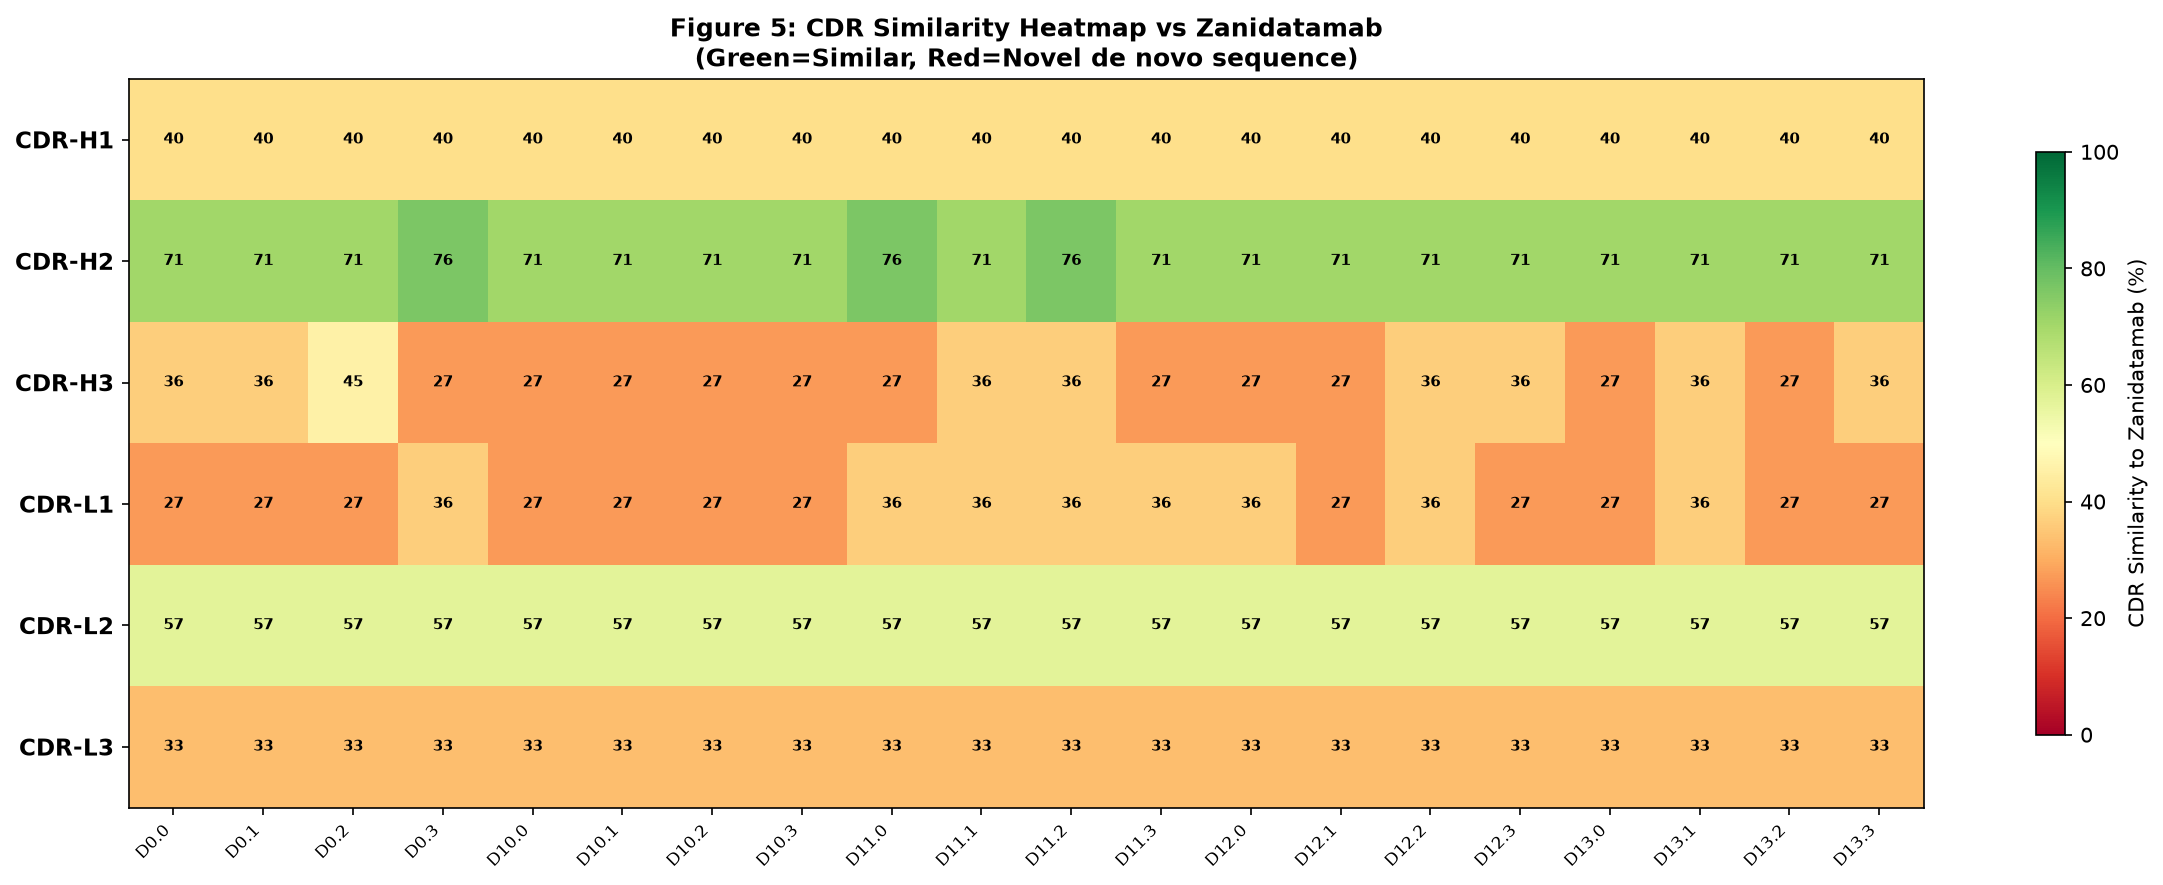 Figure 5: CDR Similarity Heatmap vs Zanidatamab
(Green=Similar, Red=Novel de novo sequence)
CDR-H1 40 40 40 40 40 40 40 40 40 40 40 40 40 40 40 40 40 40 40 40
CDR-H2 71 71 71 76 71 71 71 71 76 71 76 71 71 71 71 71 71 71 71 71
CDR-H3 36 36 45 27 27 27 27 27 27 36 36 27 27 27 36 36 27 36 27 36
CDR-L1 27 27 27 36 27 27 27 27 36 36 36 36 36 27 36 27 27 36 27 27
CDR-L2 57 57 57 57 57 57 57 57 57 57 57 57 57 57 57 57 57 57 57 57
CDR-L3 33 33 33 33 33 33 33 33 33 33 33 33 33 33 33 33 33 33 33 33
D0.0 D0.1 D0.2 D0.3 D10.0 D10.1 D10.2 D10.3 D11.0 D11.1 D11.2 D11.3 D12.0 D12.1 D12.2 D12.3 D13.0 D13.1 D13.2 D13.3
100
80
60
40
20
0
CDR Similarity to Zanidatamab (%)